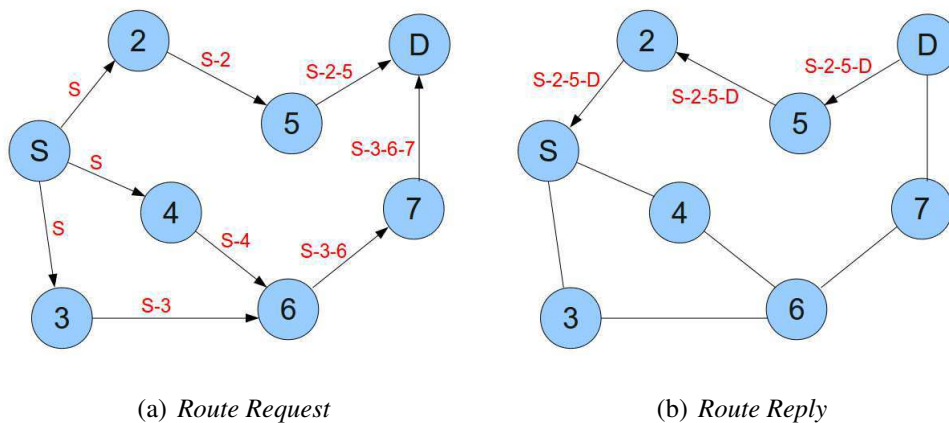 2
D
S-2
S-2-5
S
5
S
S
S-3-6-7
4
7
S
S-4
S-3-6
3
S-3
6
(a) Route Request
2
D
S-2-5-D
S-2-5-D
S-2-5-D
5
S
4
7
3
6
(b) Route Reply